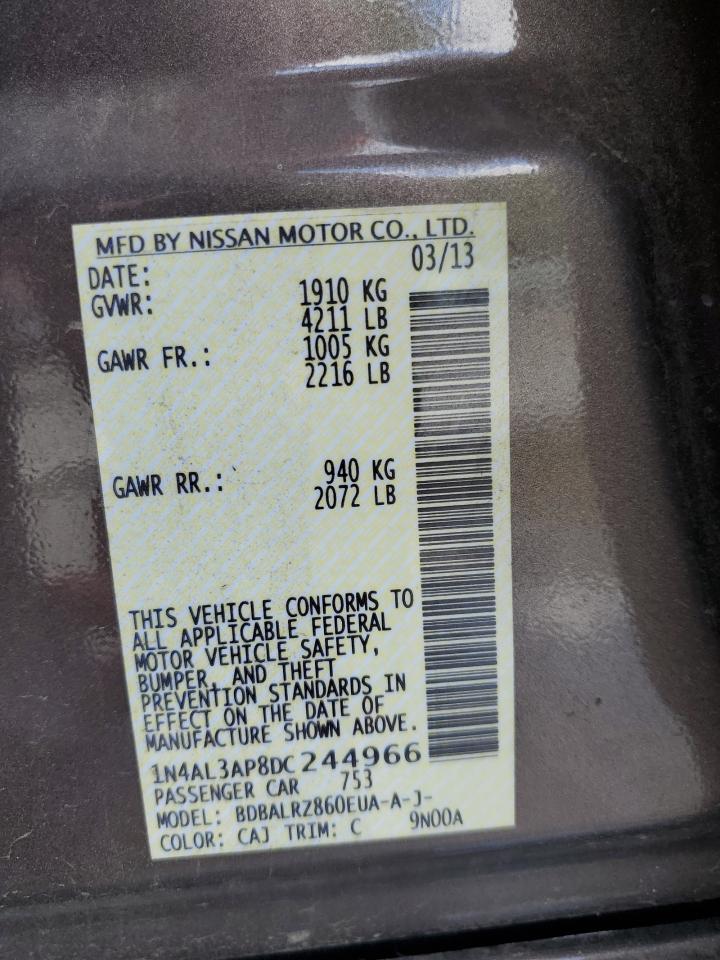 MFD BY NISSAN MOTOR CO., LTD.
DATE: 03/13
GVWR: 1910 KG
4211 LB
GAWR FR.: 1005 KG
2216 LB
GAWR RR.: 940 KG
2072 LB
THIS VEHICLE CONFORMS TO
ALL APPLICABLE FEDERAL
MOTOR VEHICLE SAFETY,
BUMPER, AND THEFT
PREVENTION STANDARDS IN
EFFECT ON THE DATE OF
MANUFACTURE SHOWN ABOVE.
1N4AL3AP8DC244966
PASSENGER CAR 753
MODEL: BDBALRZ860EUA-A-J-
COLOR: CAJ TRIM: C 9N00A